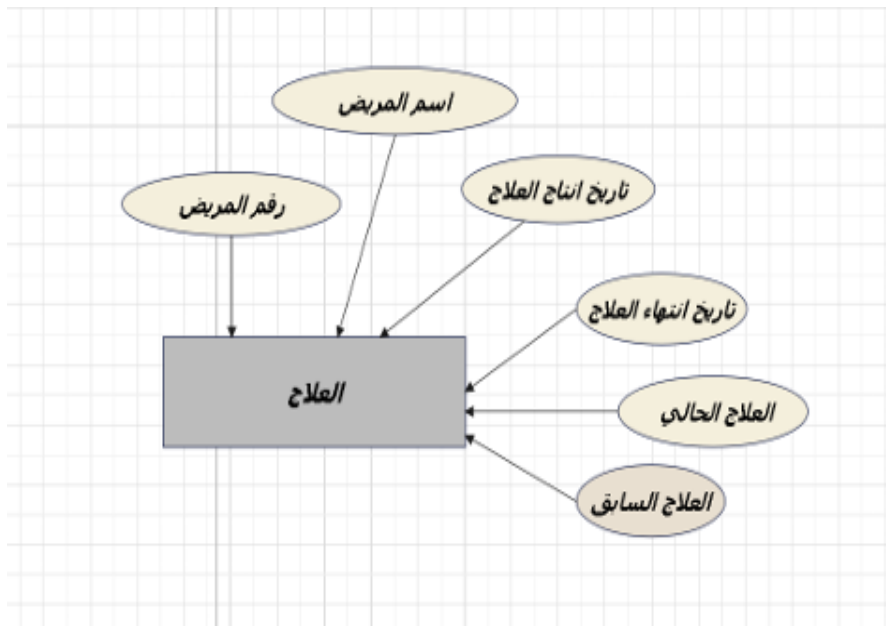 اسم المريض
تاريخ انتاج العلاج
رقم المريض
تاريخ انتهاء العلاج
العلاج
العلاج الحالي
العلاج السابق